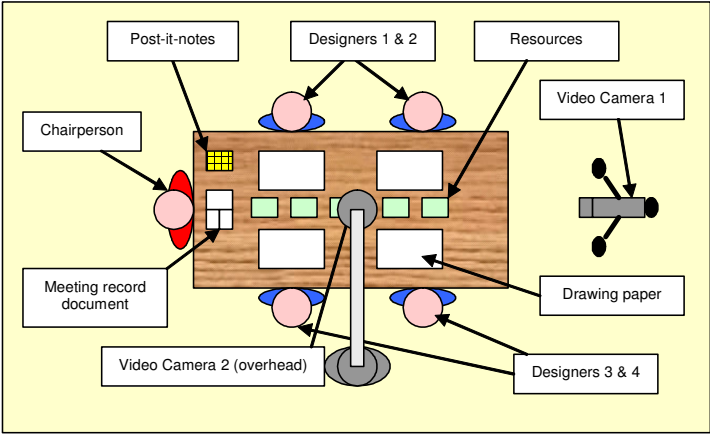 Post-it-notes
Designers 1 & 2
Resources
Video Camera 1
Chairperson
Meeting record
document
Drawing paper
Video Camera 2 (overhead)
Designers 3 & 4